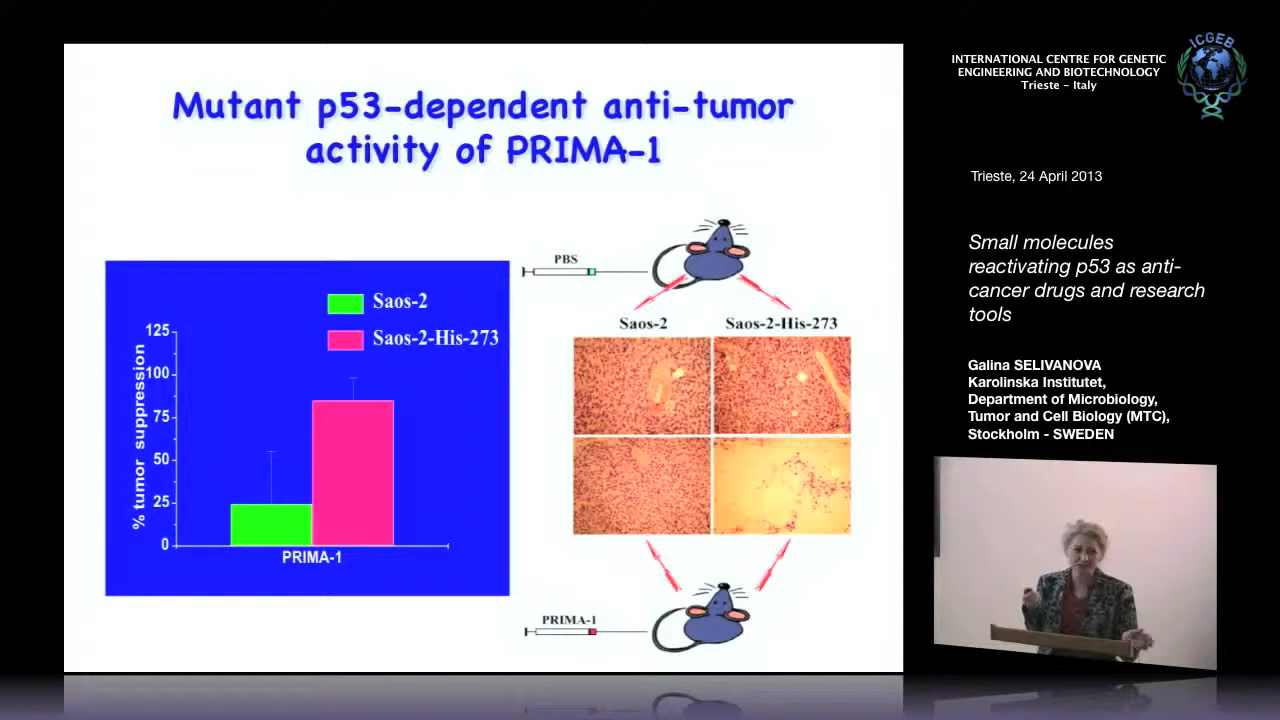 Mutant p53-dependent anti-tumor
activity of PRIMA-1
Saos-2
Saos-2-His-273
% tumor suppression
125
100
75
50
25
0
PRIMA-1
PBS
Saos-2
Saos-2-His-273
PRIMA-1
ICGEB
INTERNATIONAL CENTRE FOR GENETIC
ENGINEERING AND BIOTECHNOLOGY
Trieste - Italy
Trieste, 24 April 2013
Small molecules
reactivating p53 as anti-
cancer drugs and research
tools
Galina SELIVANOVA
Karolinska Institutet,
Department of Microbiology,
Tumor and Cell Biology (MTC),
Stockholm - SWEDEN